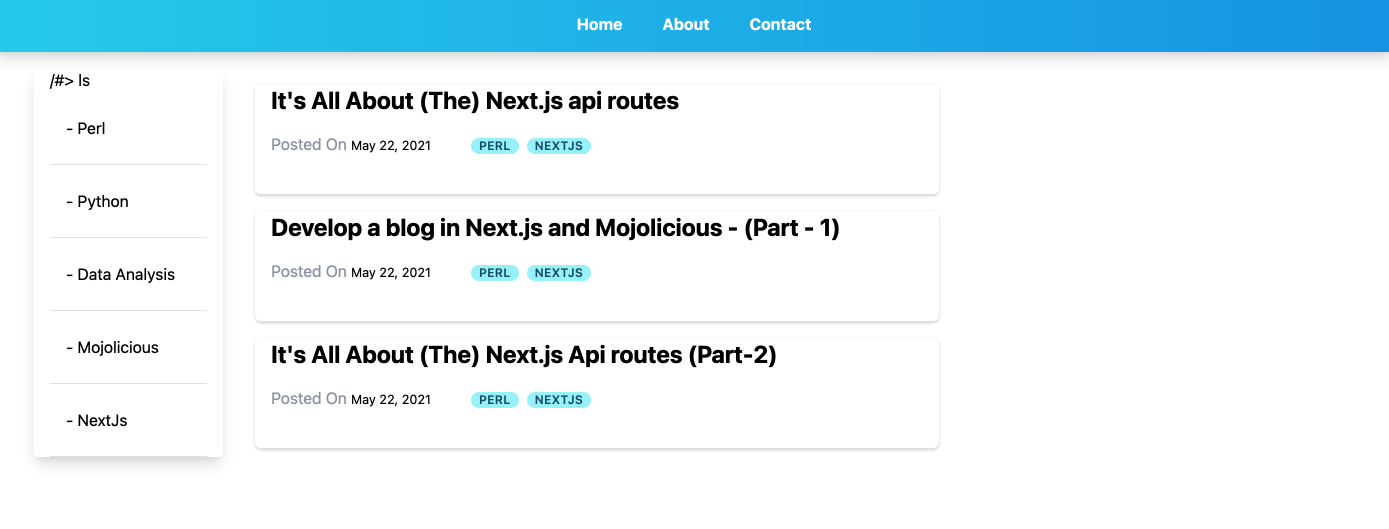 Home About Contact
/#> ls
- Perl
- Python
- Data Analysis
- Mojolicious
- NextJs
It's All About (The) Next.js api routes
Posted On May 22, 2021 PERL NEXTJS
Develop a blog in Next.js and Mojolicious - (Part - 1)
Posted On May 22, 2021 PERL NEXTJS
It's All About (The) Next.js Api routes (Part-2)
Posted On May 22, 2021 PERL NEXTJS